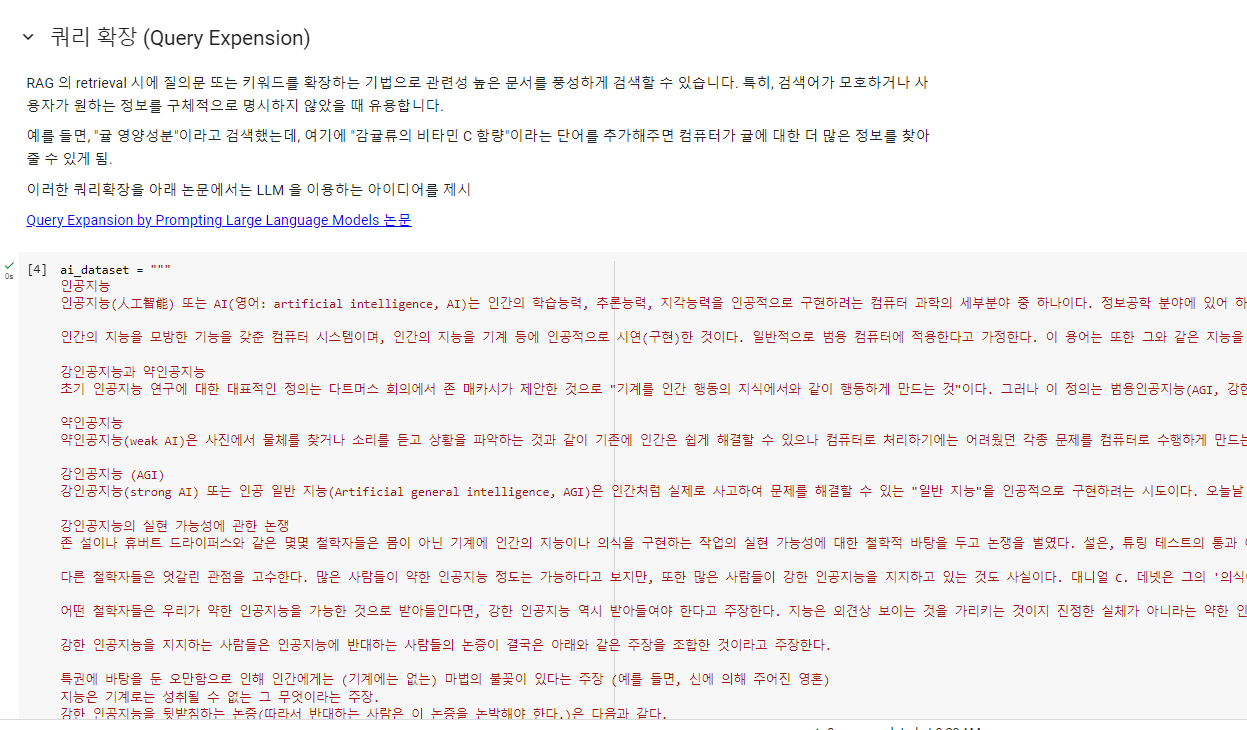 쿼리 확장 (Query Expension)
RAG 의 retrieval 시에 질의문 또는 키워드를 확장하는 기법으로 관련성 높은 문서를 풍성하게 검색할 수 있습니다. 특히, 검색어가 모호하거나 사
용자가 원하는 정보를 구체적으로 명시하지 않았을 때 유용합니다.
예를 들면, "귤 영양성분"이라고 검색했는데, 여기에 "감귤류의 비타민 C 함량"이라는 단어를 추가해주면 컴퓨터가 귤에 대한 더 많은 정보를 찾아
줄 수 있게 됨.
이러한 쿼리확장을 아래 논문에서는 LLM 을 이용하는 아이디어를 제시
Query Expansion by Prompting Large Language Models 논문
[4] ai_dataset = """
0s
인공지능
인공지능(人工智能) 또는 AI(영어: artificial intelligence, AI)는 인간의 학습능력, 추론능력, 지각능력을 인공적으로 구현하려는 컴퓨터 과학의 세부분야 중 하나이다. 정보공학 분야에 있어 하
인간의 지능을 모방한 기능을 갖춘 컴퓨터 시스템이며, 인간의 지능을 기계 등에 인공적으로 시연(구현)한 것이다. 일반적으로 범용 컴퓨터에 적용한다고 가정한다. 이 용어는 또한 그와 같은 지능을
강인공지능과 약인공지능
초기 인공지능 연구에 대한 대표적인 정의는 다트머스 회의에서 존 매카시가 제안한 것으로 "기계를 인간 행동의 지식에서와 같이 행동하게 만드는 것"이다. 그러나 이 정의는 범용인공지능(AGI, 강한
약인공지능
약인공지능(weak AI)은 사진에서 물체를 찾거나 소리를 듣고 상황을 파악하는 것과 같이 기존에 인간은 쉽게 해결할 수 있으나 컴퓨터로 처리하기에는 어려웠던 각종 문제를 컴퓨터로 수행하게 만드는
강인공지능 (AGI)
강인공지능(strong AI) 또는 인공 일반 지능(Artificial general intelligence, AGI)은 인간처럼 실제로 사고하여 문제를 해결할 수 있는 "일반 지능"을 인공적으로 구현하려는 시도이다. 오늘날
강인공지능의 실현 가능성에 관한 논쟁
존 설이나 휴버트 드라이퍼스와 같은 몇몇 철학자들은 몸이 아닌 기계에 인간의 지능이나 의식을 구현하는 작업의 실현 가능성에 대한 철학적 바탕을 두고 논쟁을 벌였다. 설은, 튜링 테스트의 통과
다른 철학자들은 엇갈린 관점을 고수한다. 많은 사람들이 약한 인공지능 정도는 가능하다고 보지만, 또한 많은 사람들이 강한 인공지능을 지지하고 있는 것도 사실이다. 대니얼 C. 데넷은 그의 '의식
어떤 철학자들은 우리가 약한 인공지능을 가능한 것으로 받아들인다면, 강한 인공지능 역시 받아들여야 한다고 주장한다. 지능은 외견상 보이는 것을 가리키는 것이지 진정한 실체가 아니라는 약한 인
강한 인공지능을 지지하는 사람들은 인공지능에 반대하는 사람들의 논증이 결국은 아래와 같은 주장을 조합한 것이라고 주장한다.
특권에 바탕을 둔 오만함으로 인해 인간에게는 (기계에는 없는) 마법의 불꽃이 있다는 주장 (예를 들면, 신에 의해 주어진 영혼)
지능은 기계로는 성취될 수 없는 그 무엇이라는 주장.
강한 인공지능을 뒷받침하는 논증(따라서 반대하는 사람은 이 논증을 논박해야 한다.)은 다음과 같다.